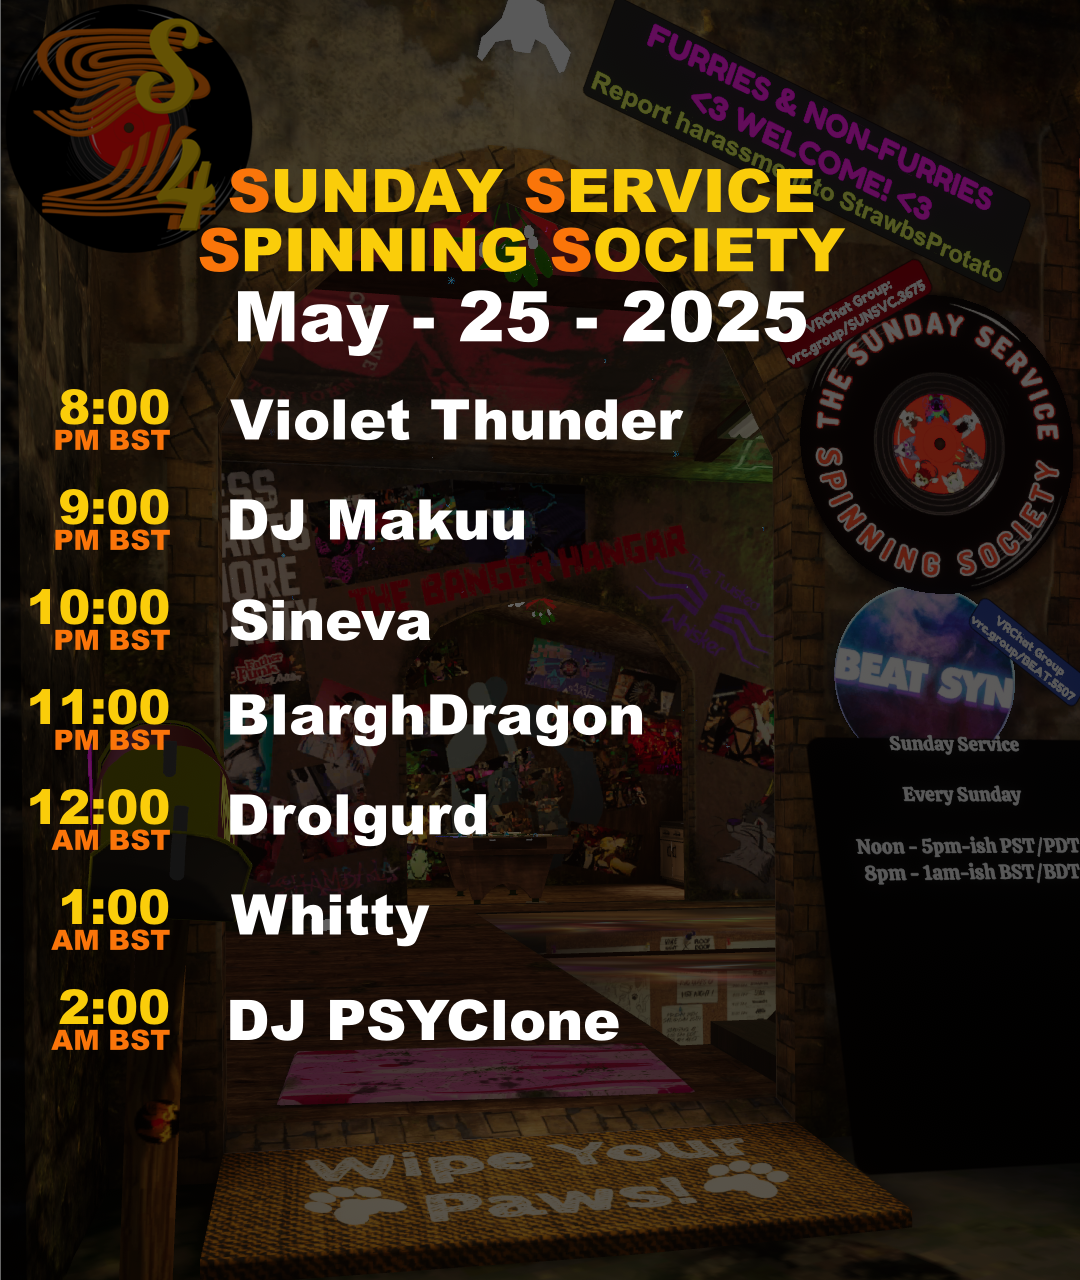 S
4
FURRIES & NON-FURRIES
<3 WELCOME! <3
Report harassment to StrawbsProtato
SUNDAY SERVICE
SPINNING SOCIETY
May - 25 - 2025
VRChat Group:
vrc.group/SUNSVC.3675
THE SUNDAY SERVICE
SPINNING SOCIETY
8:00
PM BST
Violet Thunder
9:00
PM BST
DJ Makuu
10:00
PM BST
Sineva
11:00
PM BST
BlarghDragon
12:00
AM BST
Drolgurd
1:00
AM BST
Whitty
2:00
AM BST
DJ PSYClone
THE BANGER HANGAR
Father
Funk
BEAT SYN
VRChat Group
vrc.group/BEAT.5507
Sunday Service
Every Sunday
Noon - 5pm-ish PST/PDT
8pm - 1am-ish BST/BDT
Wipe Your
Paws!